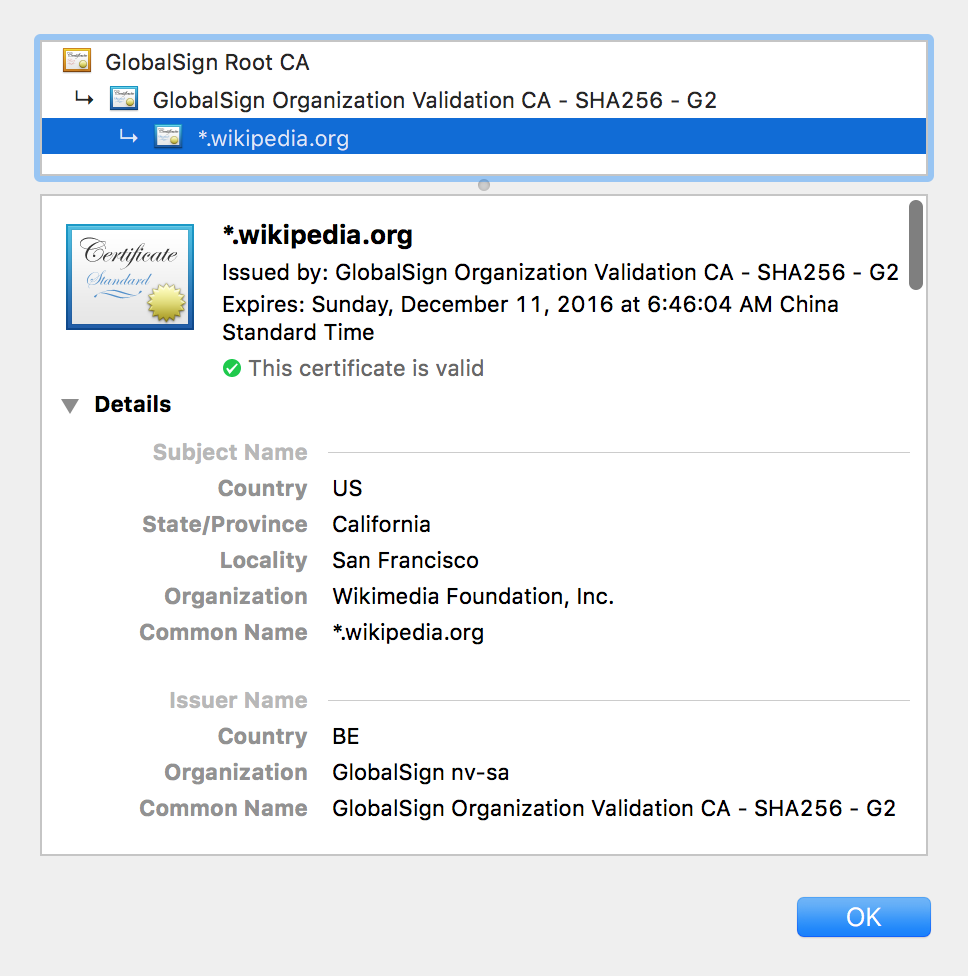 GlobalSign Root CA
GlobalSign Organization Validation CA - SHA256 - G2
*.wikipedia.org
*.wikipedia.org
Issued by: GlobalSign Organization Validation CA - SHA256 - G2
Expires: Sunday, December 11, 2016 at 6:46:04 AM China
Standard Time
This certificate is valid
Certificate
Standard
Details
Subject Name
Country US
State/Province California
Locality San Francisco
Organization Wikimedia Foundation, Inc.
Common Name *.wikipedia.org
Issuer Name
Country BE
Organization GlobalSign nv-sa
Common Name GlobalSign Organization Validation CA - SHA256 - G2
OK